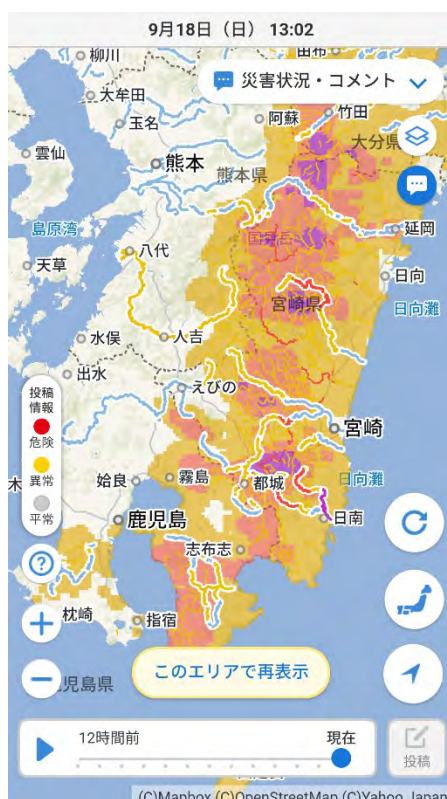 9月18日（日） 13:02
柳川
由布
災害状況・コメント
大牟田
竹田
玉名
阿蘇
大分県
雲仙
熊本
熊本県
島原湾
国見岳
延岡
八代
天草
日向
宮崎県
日向灘
水俣
人吉
出水
えびの
投稿
情報
危険
異常
平常
宮崎
木
姶良
霧島
都城
日向灘
鹿児島
日南
志布志
枕崎
指宿
このエリアで再表示
児島県
12時間前
現在
投稿
(C)Mapbox (C)OpenStreetMap (C)Yahoo Japan